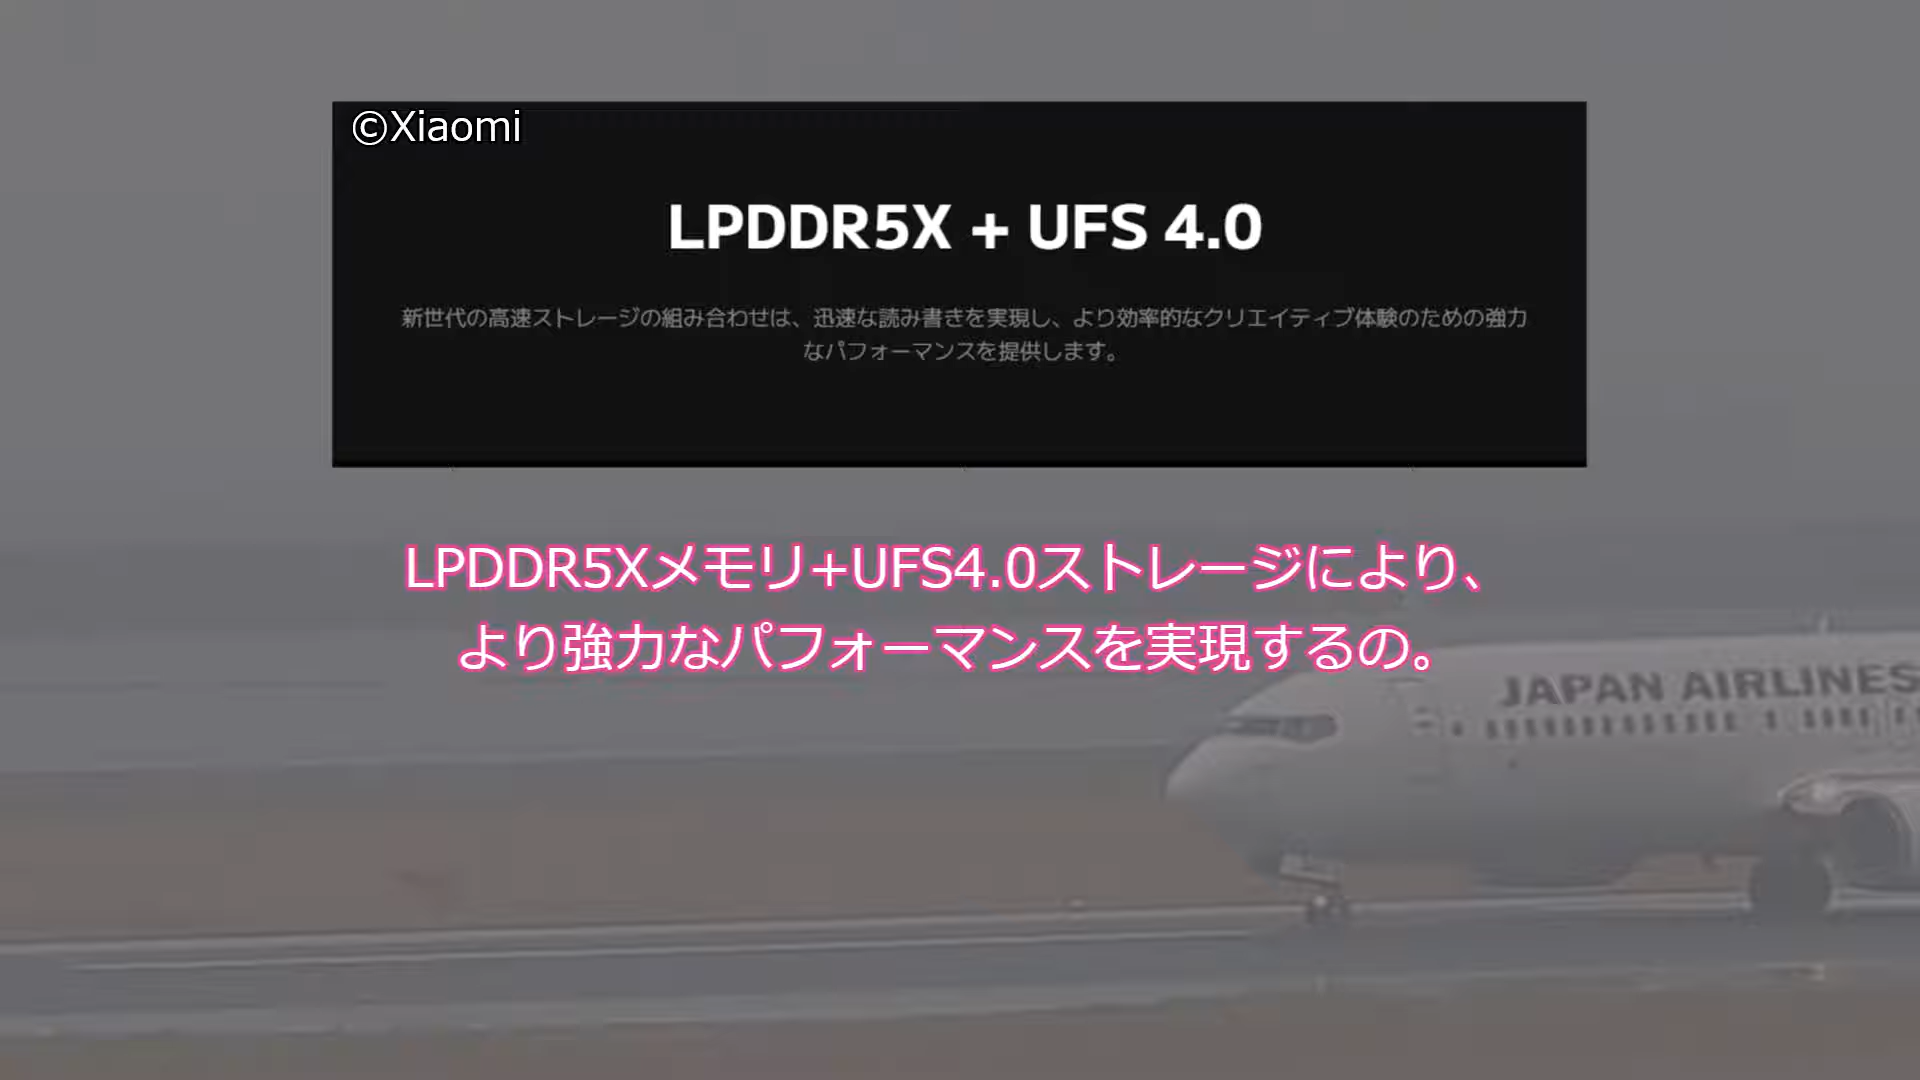 ©Xiaomi
LPDDR5X + UFS 4.0
新世代の高速ストレージの組み合わせは、迅速な読み書きを実現し、より効率的なクリエイティブ体験のための強力
なパフォーマンスを提供します。
LPDDR5Xメモリ+UFS4.0ストレージにより、
より強力なパフォーマンスを実現するの。
JAPAN AIRLINES